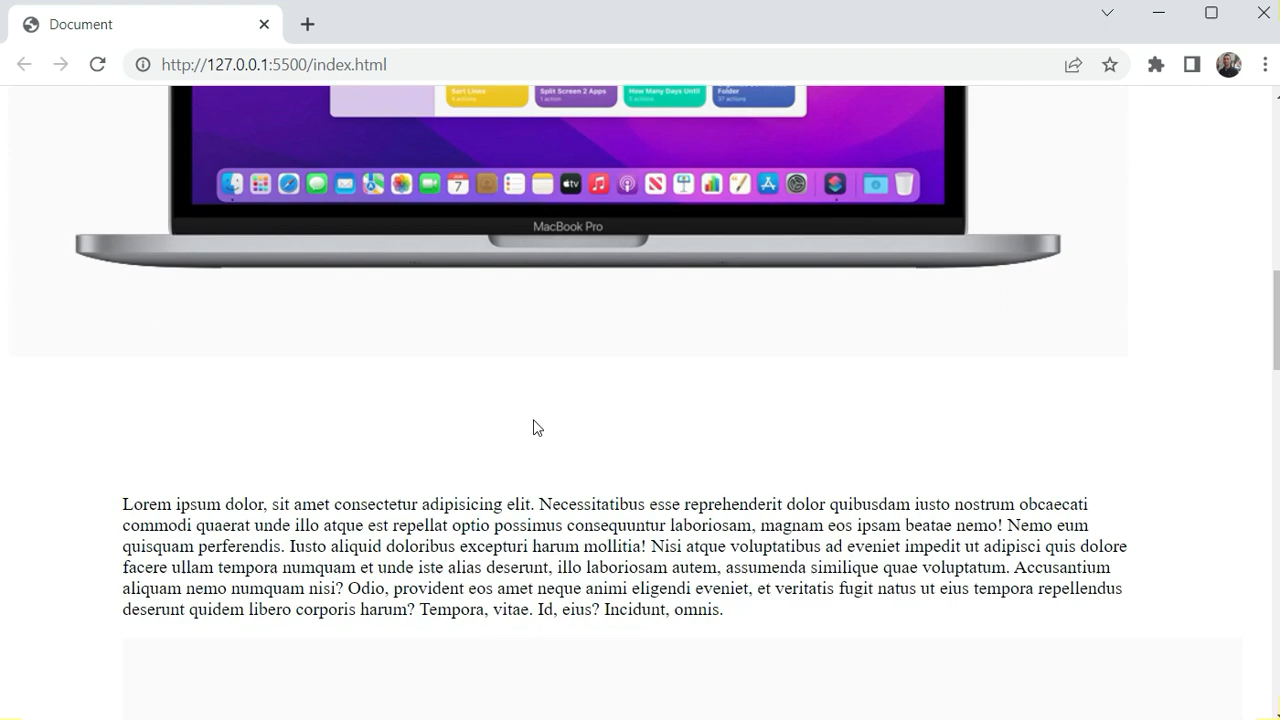 Document
http://127.0.0.1:5500/index.html
Sort Lines
Split Screen 2 Apps
1 action
How Many Days Until
Folder
37 actions
7
tv
MacBook Pro
Lorem ipsum dolor, sit amet consectetur adipisicing elit. Necessitatibus esse reprehenderit dolor quibusdam iusto nostrum obcaecati
commodi quaerat unde illo atque est repellat optio possimus consequuntur laboriosam, magnam eos ipsam beatae nemo! Nemo eum
quisquam perferendis. Iusto aliquid doloribus excepturi harum mollitia! Nisi atque voluptatibus ad eveniet impedit ut adipisci quis dolore
facere ullam tempora numquam et unde iste alias deserunt, illo laboriosam autem, assumenda similique quae voluptatum. Accusantium
aliquam nemo numquam nisi? Odio, provident eos amet neque animi eligendi eveniet, et veritatis fugit natus ut eius tempora repellendus
deserunt quidem libero corporis harum? Tempora, vitae. Id, eius? Incidunt, omnis.